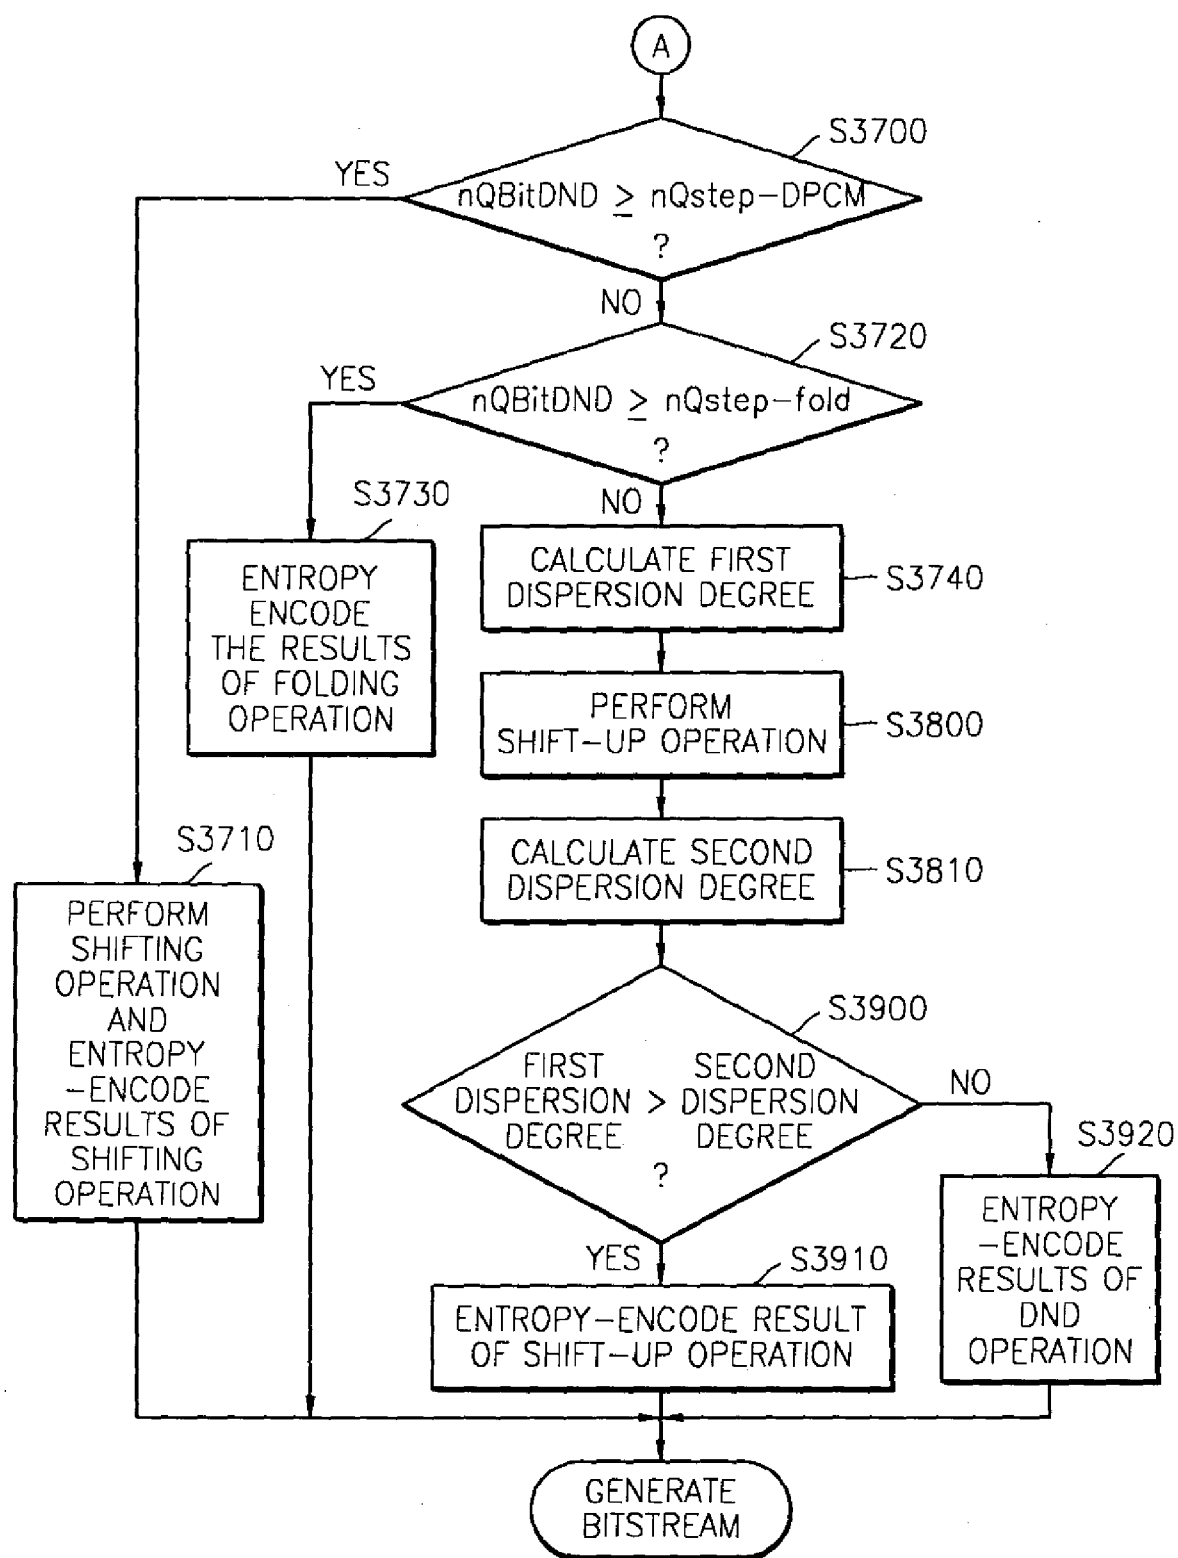 A
S3700
YES
nQBitDND ≥ nQstep-DPCM
?
NO
S3720
YES
nQBitDND ≥ nQstep-fold
?
NO
S3730
ENTROPY
ENCODE
THE RESULTS
OF FOLDING
OPERATION
CALCULATE FIRST
DISPERSION DEGREE
S3740
PERFORM
SHIFT-UP OPERATION
S3800
S3710
PERFORM
SHIFTING
OPERATION
AND
ENTROPY
-ENCODE
RESULTS OF
SHIFTING
OPERATION
CALCULATE SECOND
DISPERSION DEGREE
S3810
S3900
FIRST SECOND
DISPERSION > DISPERSION
DEGREE DEGREE
?
NO
YES
S3920
ENTROPY
-ENCODE
RESULTS OF
DND
OPERATION
S3910
ENTROPY-ENCODE RESULT
OF SHIFT-UP OPERATION
GENERATE
BITSTREAM